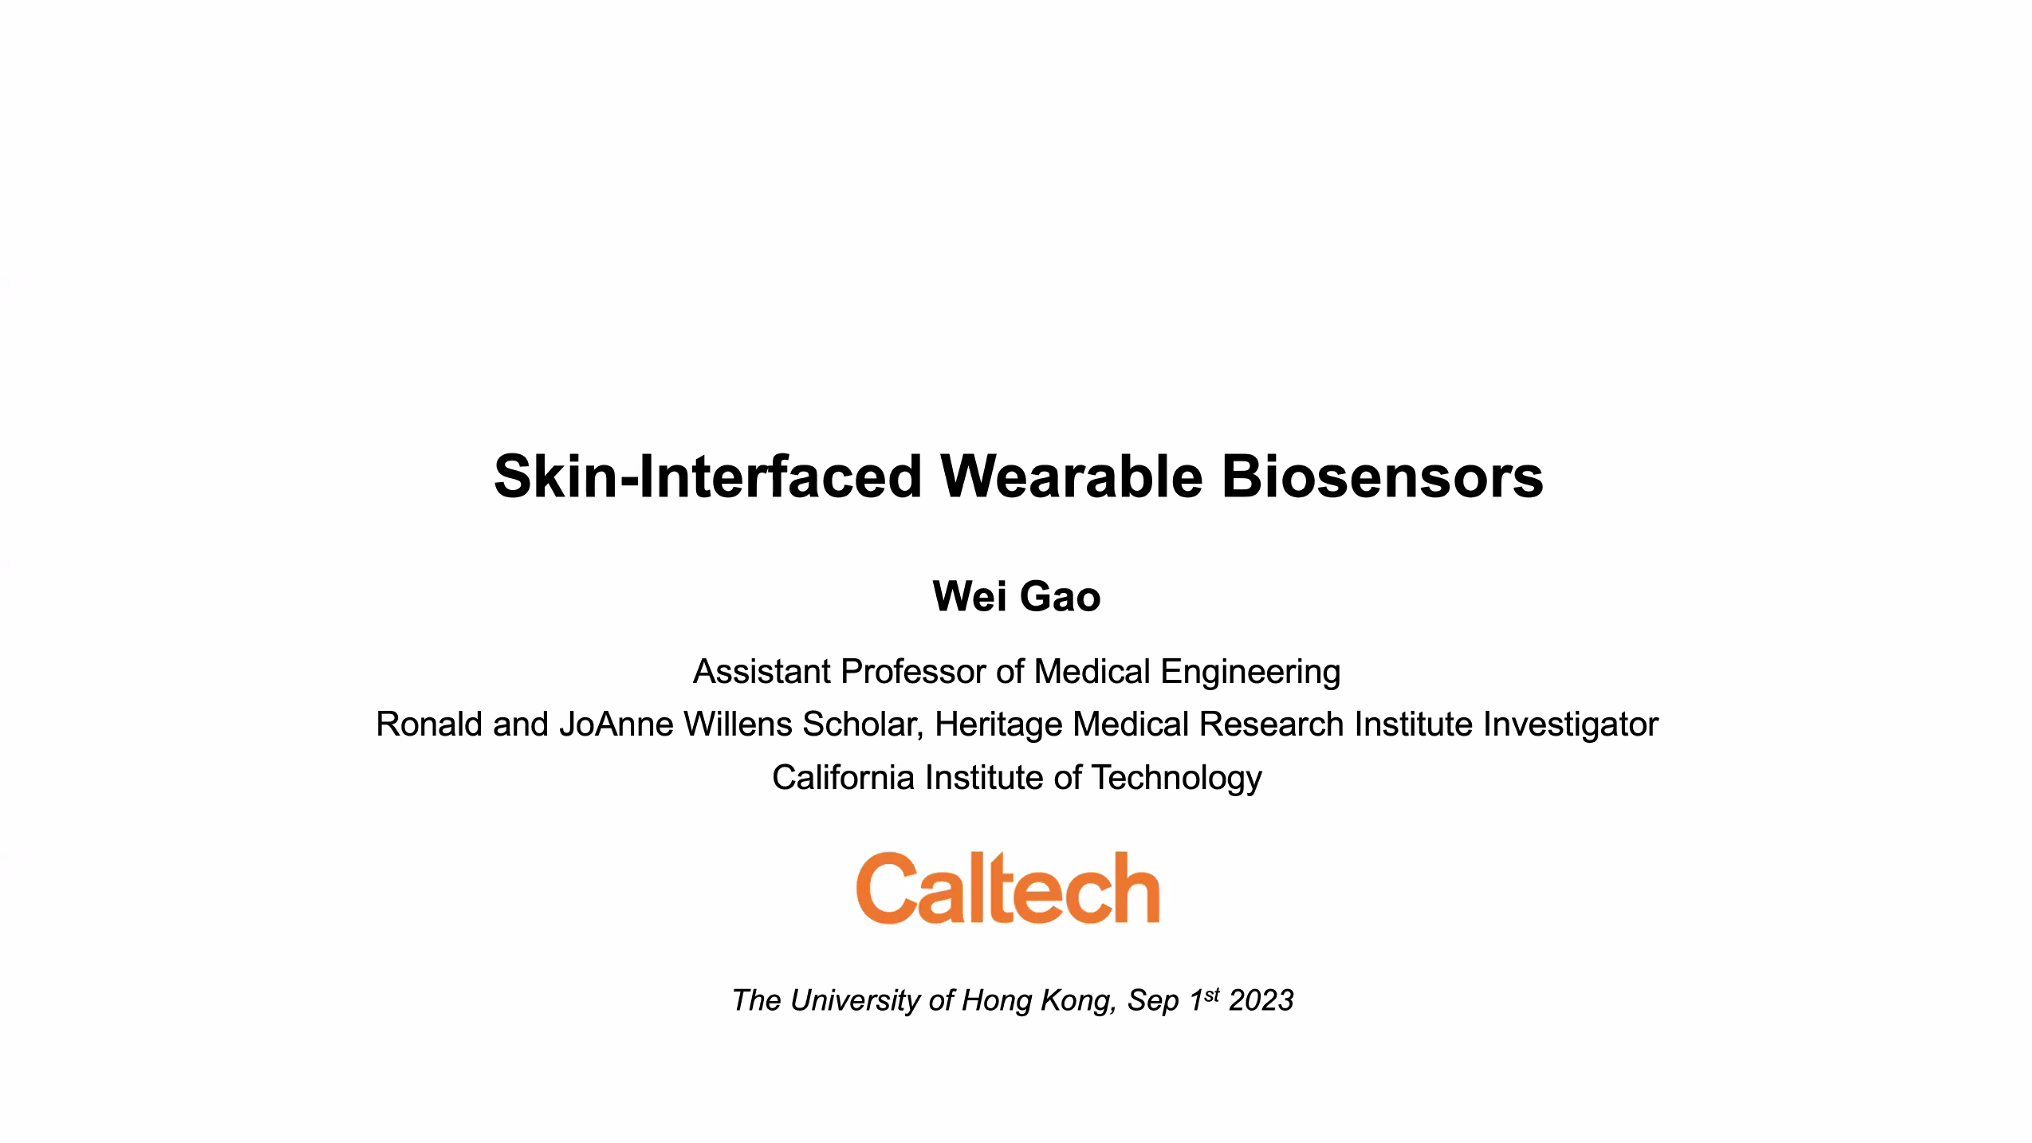 Skin-Interfaced Wearable Biosensors
Wei Gao
Assistant Professor of Medical Engineering
Ronald and JoAnne Willens Scholar, Heritage Medical Research Institute Investigator
California Institute of Technology
Caltech
The University of Hong Kong, Sep 1st 2023